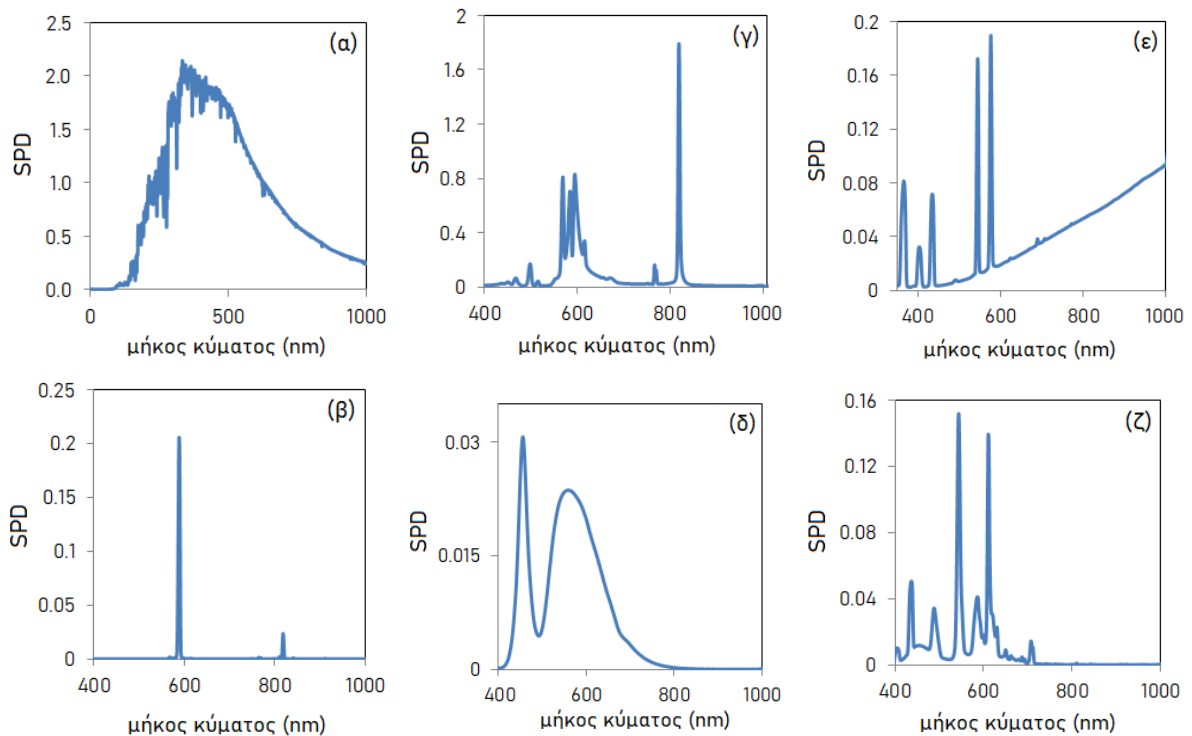 (α)
SPD
2.5
2.0
1.5
1.0
0.5
0.0
0 500 1000
μήκος κύματος (nm)
(γ)
SPD
2
1.6
1.2
0.8
0.4
0
400 600 800 1000
μήκος κύματος (nm)
(ε)
SPD
0.2
0.16
0.12
0.08
0.04
0
400 600 800 1000
μήκος κύματος (nm)
(β)
SPD
0.25
0.2
0.15
0.1
0.05
0
400 600 800 1000
μήκος κύματος (nm)
(δ)
SPD
0.03
0.015
0
400 600 800 1000
μήκος κύματος (nm)
(ζ)
SPD
0.16
0.12
0.08
0.04
0
400 600 800 1000
μήκος κύματος (nm)